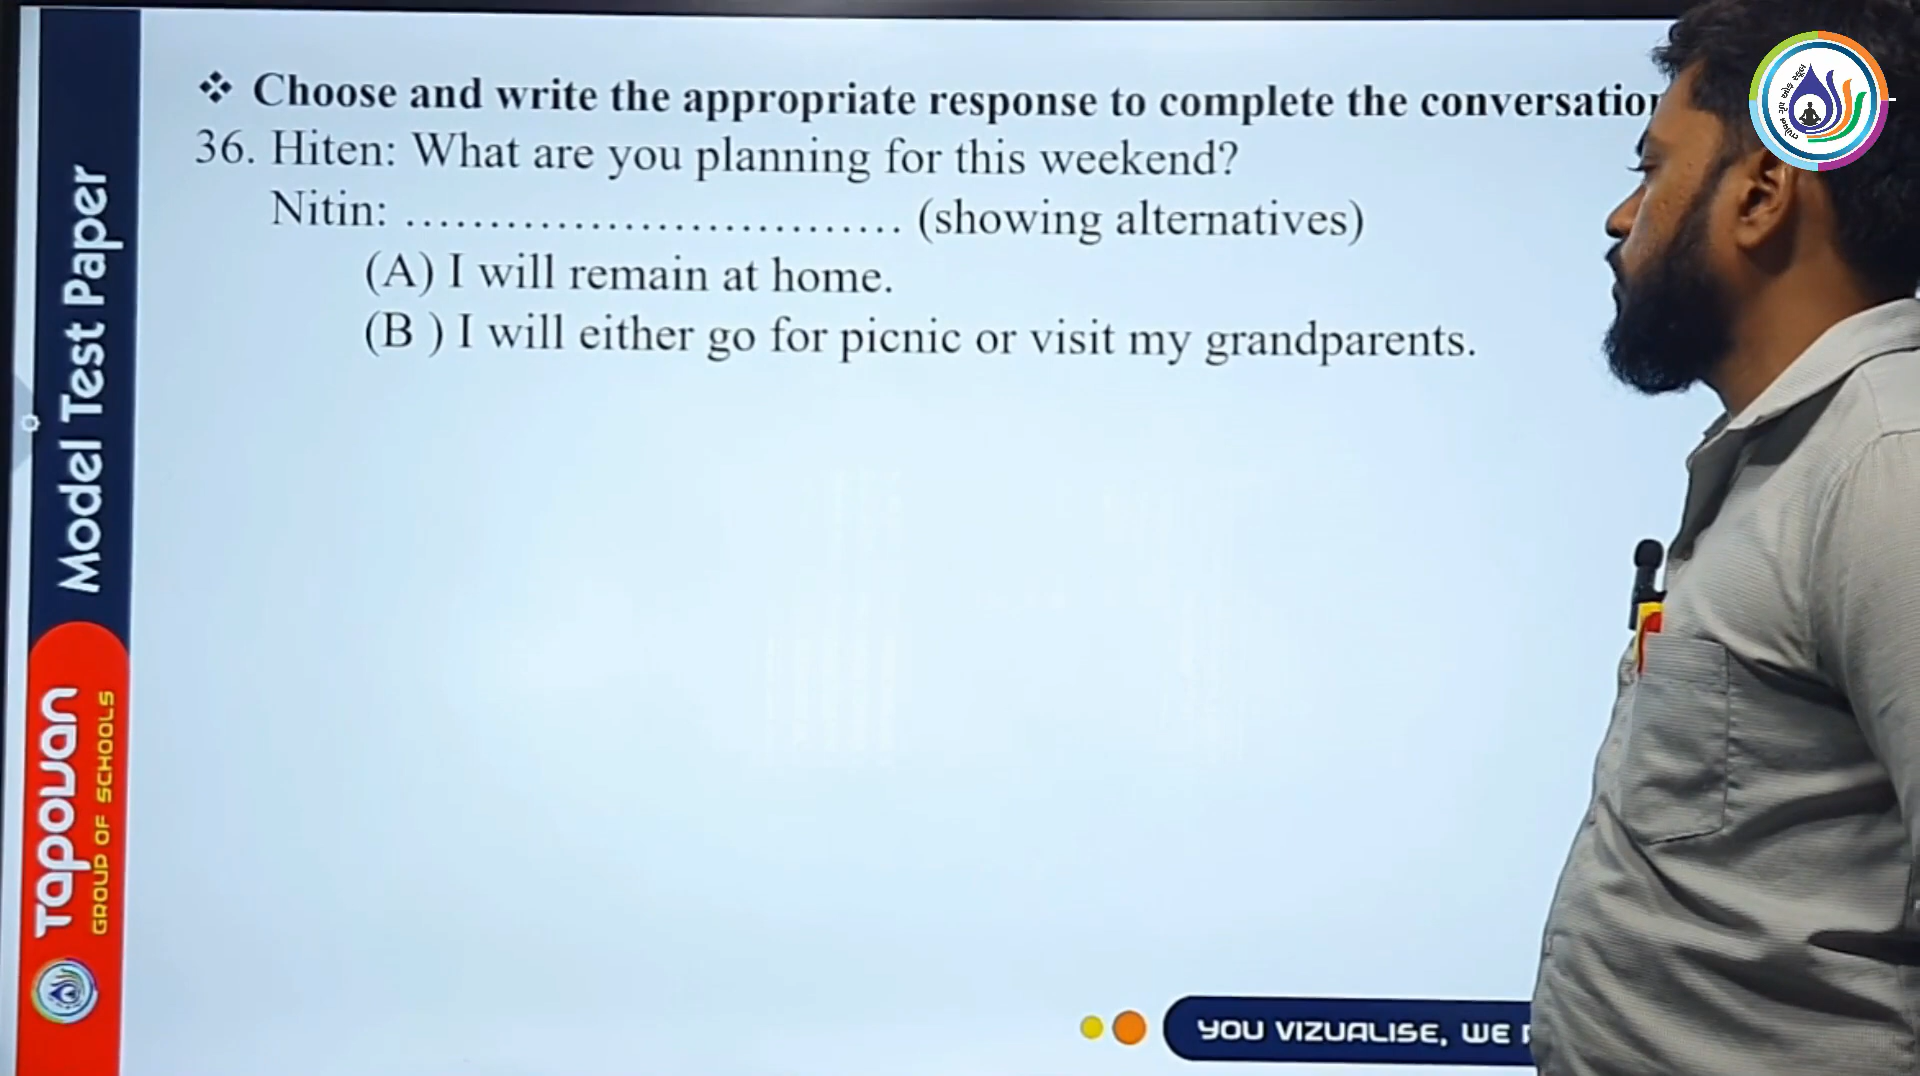 ❖ Choose and write the appropriate response to complete the conversation
36. Hiten: What are you planning for this weekend?
Nitin: .............................. (showing alternatives)
(A) I will remain at home.
(B ) I will either go for picnic or visit my grandparents.
Model Test Paper
Tapovan
GROUP OF SCHOOLS
YOU VIZUALISE, WE